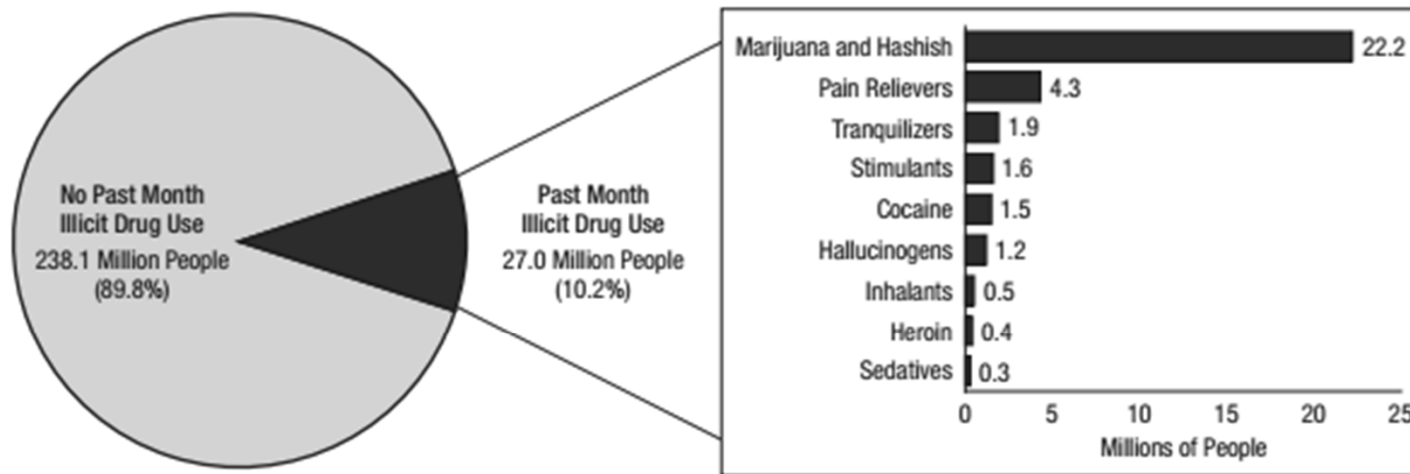 No Past Month
Illicit Drug Use
238.1 Million People
(89.8%)
Past Month
Illicit Drug Use
27.0 Million People
(10.2%)
Marijuana and Hashish 22.2
Pain Relievers 4.3
Tranquilizers 1.9
Stimulants 1.6
Cocaine 1.5
Hallucinogens 1.2
Inhalants 0.5
Heroin 0.4
Sedatives 0.3
0 5 10 15 20 25
Millions of People